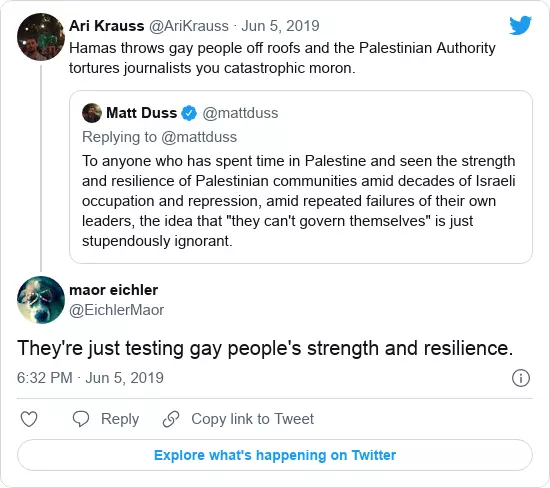 Ari Krauss @AriKrauss · Jun 5, 2019
Hamas throws gay people off roofs and the Palestinian Authority
tortures journalists you catastrophic moron.
Matt Duss @mattduss
Replying to @mattduss
To anyone who has spent time in Palestine and seen the strength
and resilience of Palestinian communities amid decades of Israeli
occupation and repression, amid repeated failures of their own
leaders, the idea that "they can't govern themselves" is just
stupendously ignorant.
maor eichler
@EichlerMaor
They're just testing gay people's strength and resilience.
6:32 PM · Jun 5, 2019
Reply
Copy link to Tweet
Explore what's happening on Twitter